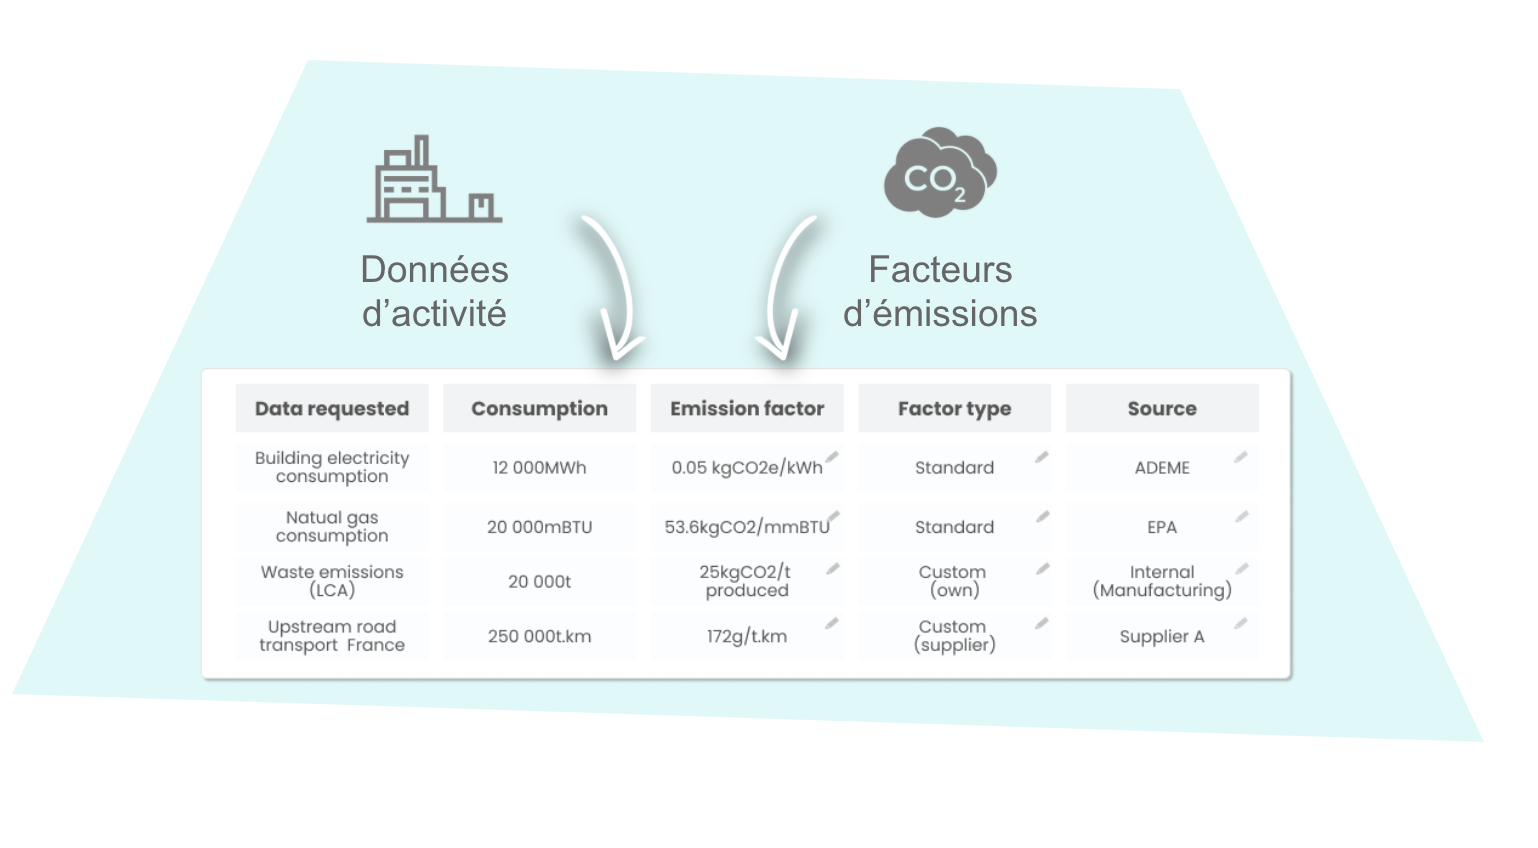 CO2
Données
d’activité
Facteurs
d’émissions
Data requested
Consumption
Emission factor
Factor type
Source
Building electricity
consumption
12 000MWh
0.05 kgCO2e/kWh
Standard
ADEME
Natual gas
consumption
20 000mBTU
53.6kgCO2/mmBTU
Standard
EPA
Waste emissions
(LCA)
20 000t
25kgCO2/t
produced
Custom
(own)
Internal
(Manufacturing)
Upstream road
transport France
250 000t.km
172g/t.km
Custom
(supplier)
Supplier A